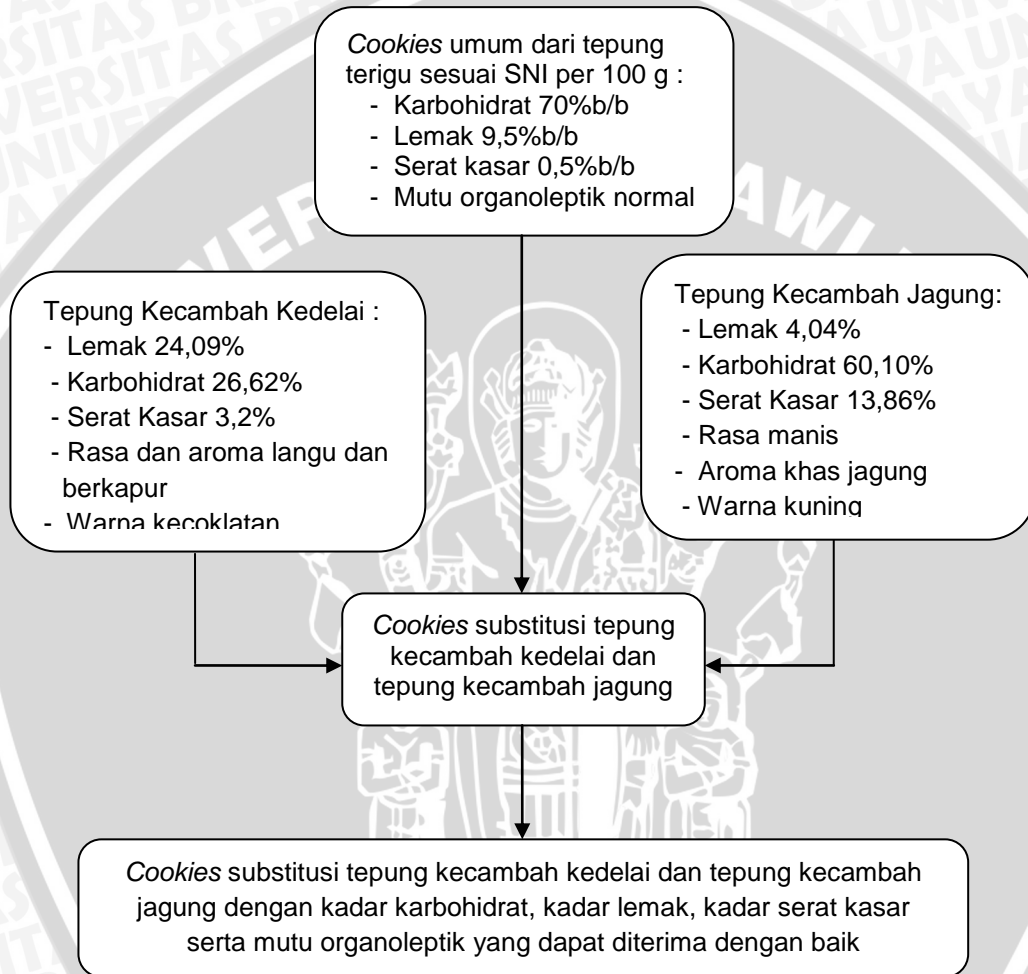 Cookies umum dari tepung
terigu sesuai SNI per 100 g :
- Karbohidrat 70%b/b
- Lemak 9,5%b/b
- Serat kasar 0,5%b/b
- Mutu organoleptik normal
Tepung Kecambah Kedelai :
- Lemak 24,09%
- Karbohidrat 26,62%
- Serat Kasar 3,2%
- Rasa dan aroma langu dan
berkapur
- Warna kecoklatan
Tepung Kecambah Jagung:
- Lemak 4,04%
- Karbohidrat 60,10%
- Serat Kasar 13,86%
- Rasa manis
- Aroma khas jagung
- Warna kuning
Cookies substitusi tepung
kecambah kedelai dan
tepung kecambah jagung
Cookies substitusi tepung kecambah kedelai dan tepung kecambah
jagung dengan kadar karbohidrat, kadar lemak, kadar serat kasar
serta mutu organoleptik yang dapat diterima dengan baik